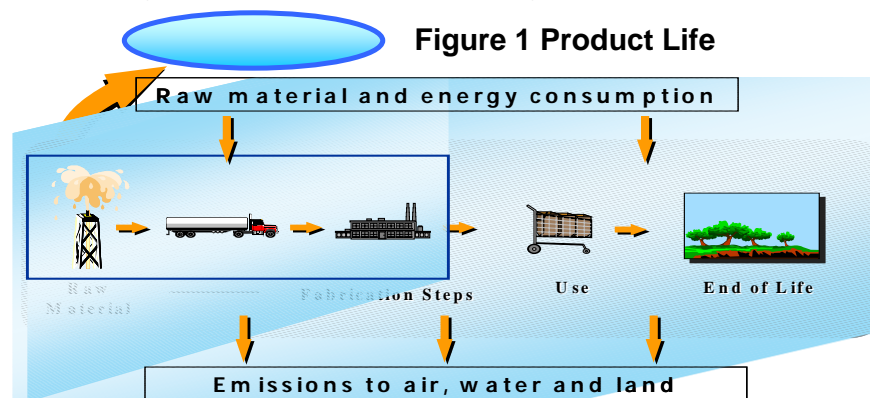 Figure 1 Product Life
Raw material and energy consumption
Raw
Material
Fabrication Steps
Use
End of Life
Emissions to air, water and land